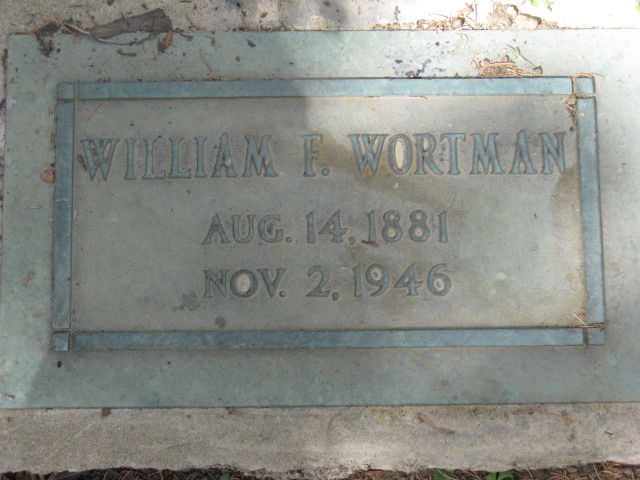 WILLIAM F. WORTMAN
AUG. 14, 1881
NOV. 2, 1946